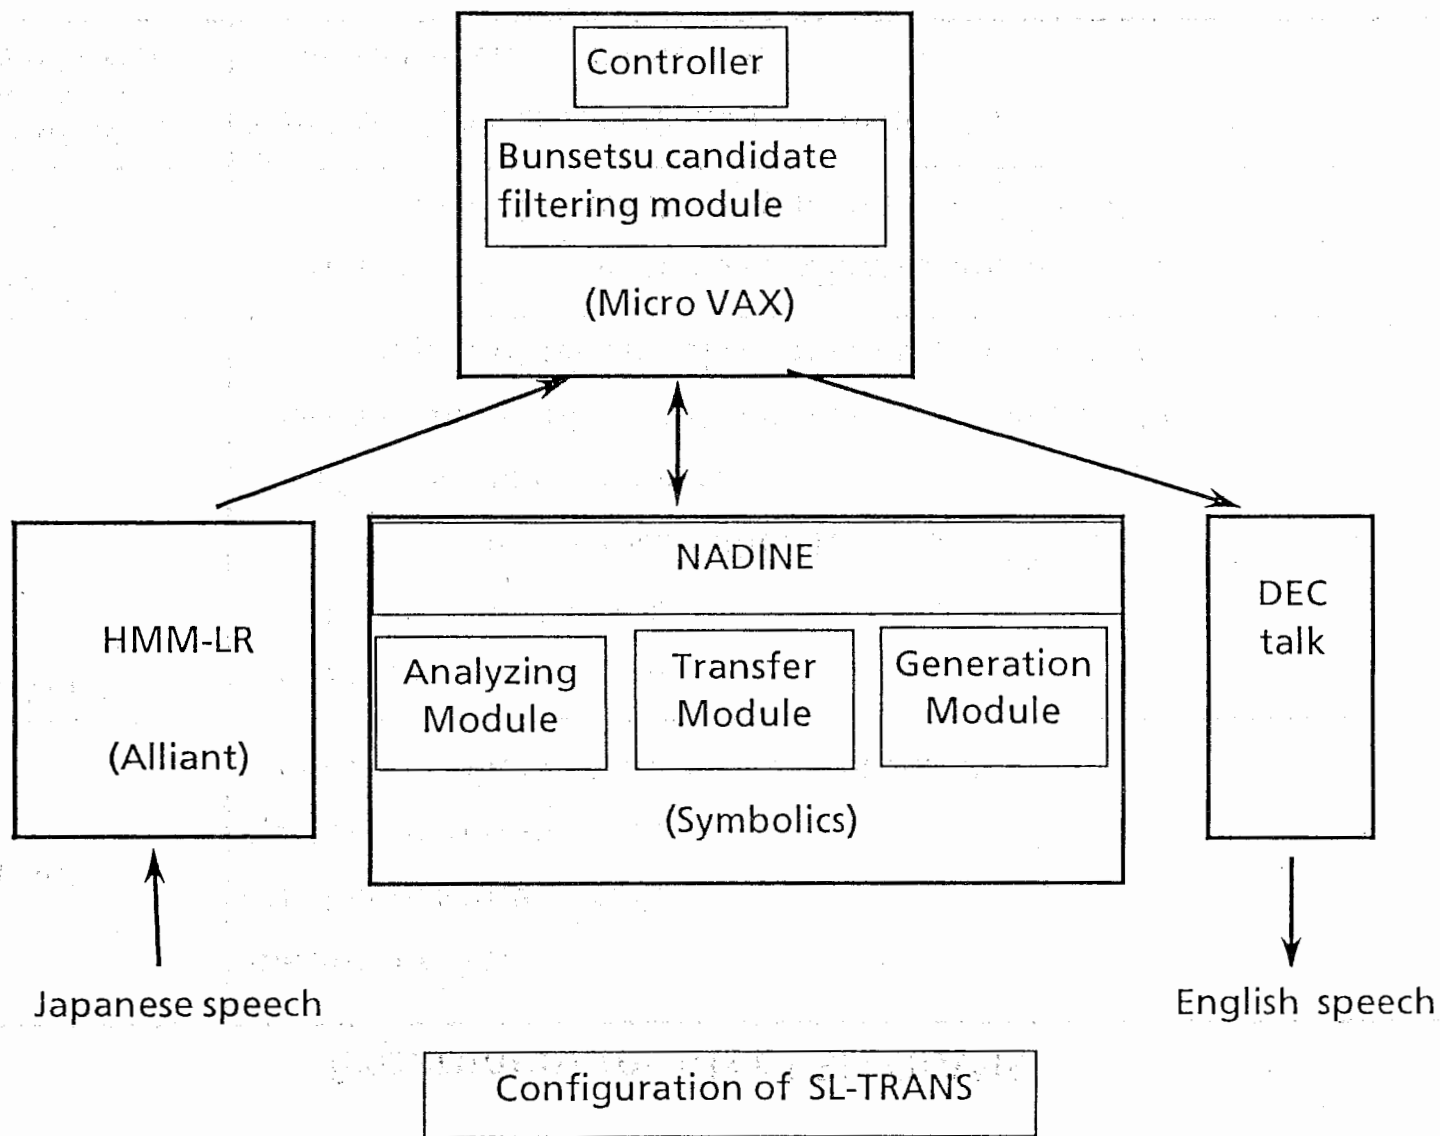 Controller
Bunsetsu candidate
filtering module
(Micro VAX)
NADINE
HMM-LR
(Alliant)
Analyzing
Module
Transfer
Module
Generation
Module
(Symbolics)
DEC
talk
Japanese speech
English speech
Configuration of SL-TRANS